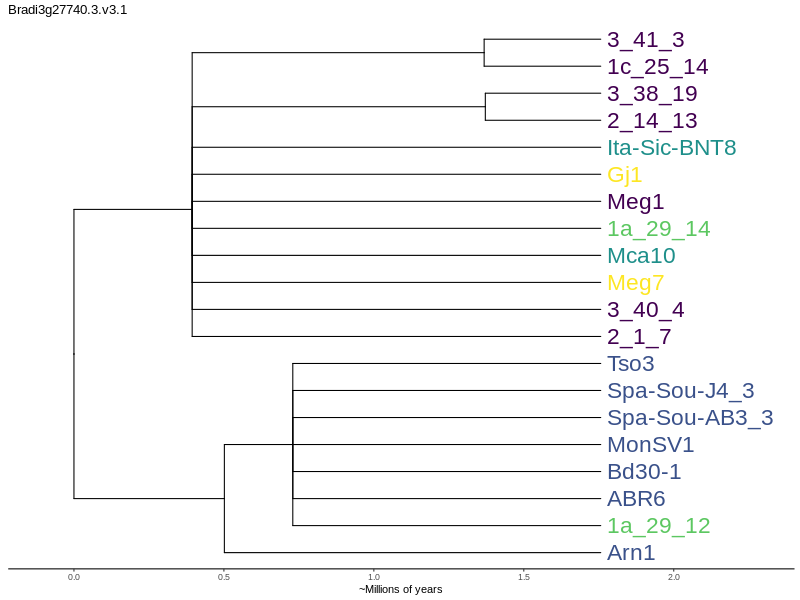 Bradi3g27740.3.v3.1
3_41_3
1c_25_14
3_38_19
2_14_13
Ita-Sic-BNT8
Gj1
Meg1
1a_29_14
Mca10
Meg7
3_40_4
2_1_7
Tso3
Spa-Sou-J4_3
Spa-Sou-AB3_3
MonSV1
Bd30-1
ABR6
1a_29_12
Arn1
0.0 0.5 1.0 1.5 2.0
~Millions of years